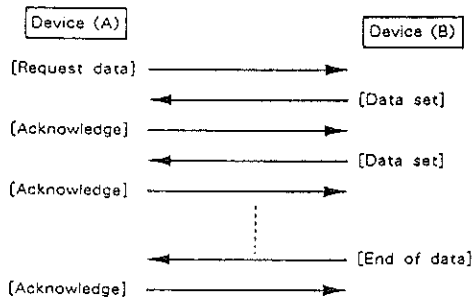 Device (A)
Device (B)
[Request data]
[Data set]
[Acknowledge]
[Data set]
[Acknowledge]
[End of data]
[Acknowledge]